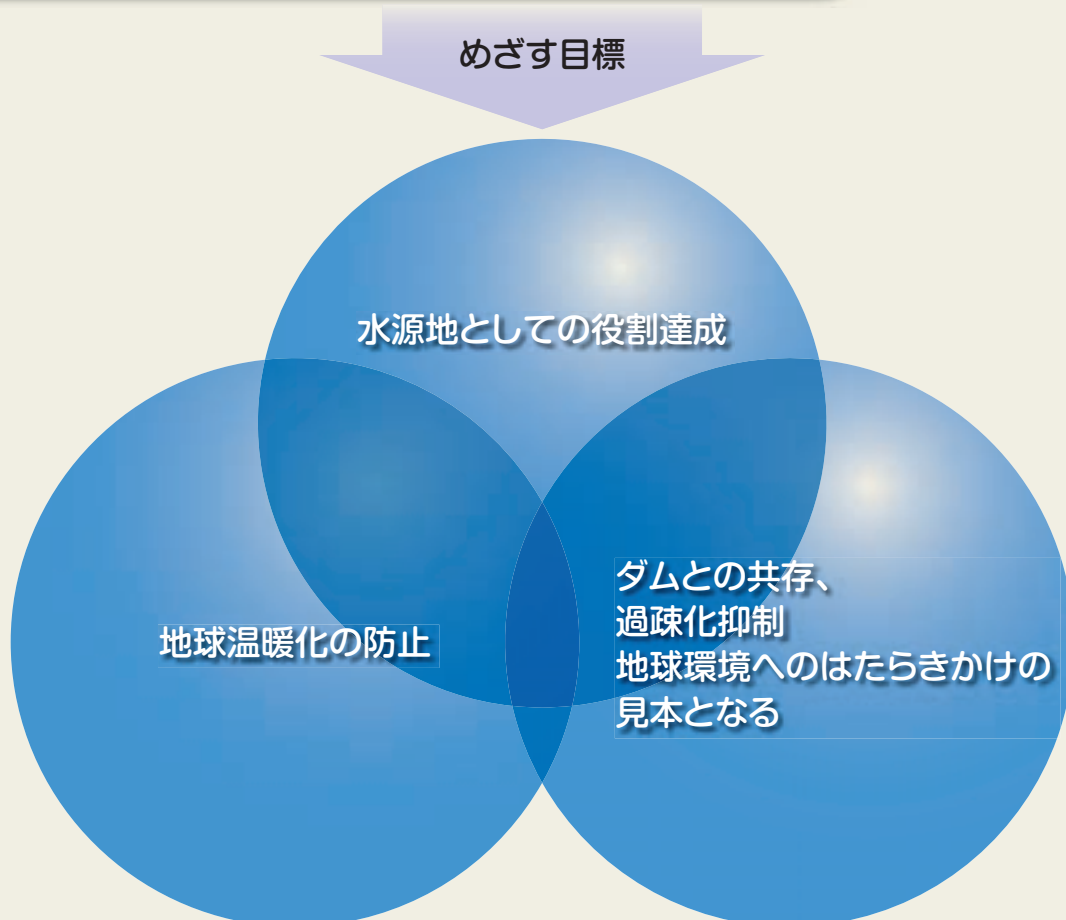 めざす目標
水源地としての役割達成
地球温暖化の防止
ダムとの共存、
過疎化抑制
地球環境へのはたらきかけの
見本となる